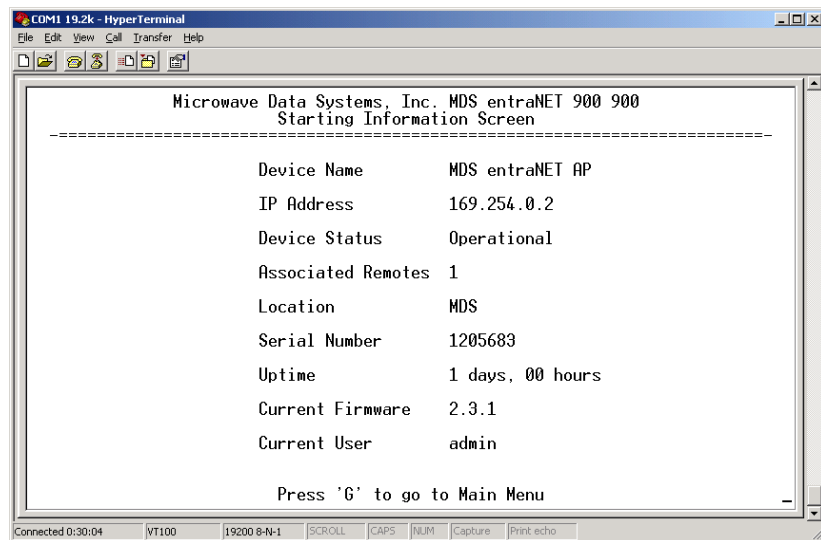 COM1 19.2k - HyperTerminal
File Edit View Call Transfer Help
Microwave Data Systems, Inc. MDS entraNET 900 900
Starting Information Screen
-==========================================================================-
Device Name MDS entraNET AP
IP Address 169.254.0.2
Device Status Operational
Associated Remotes 1
Location MDS
Serial Number 1205683
Uptime 1 days, 00 hours
Current Firmware 2.3.1
Current User admin
Press 'G' to go to Main Menu
Connected 0:30:04 VT100 19200 8-N-1 SCROLL CAPS NUM Capture Print echo